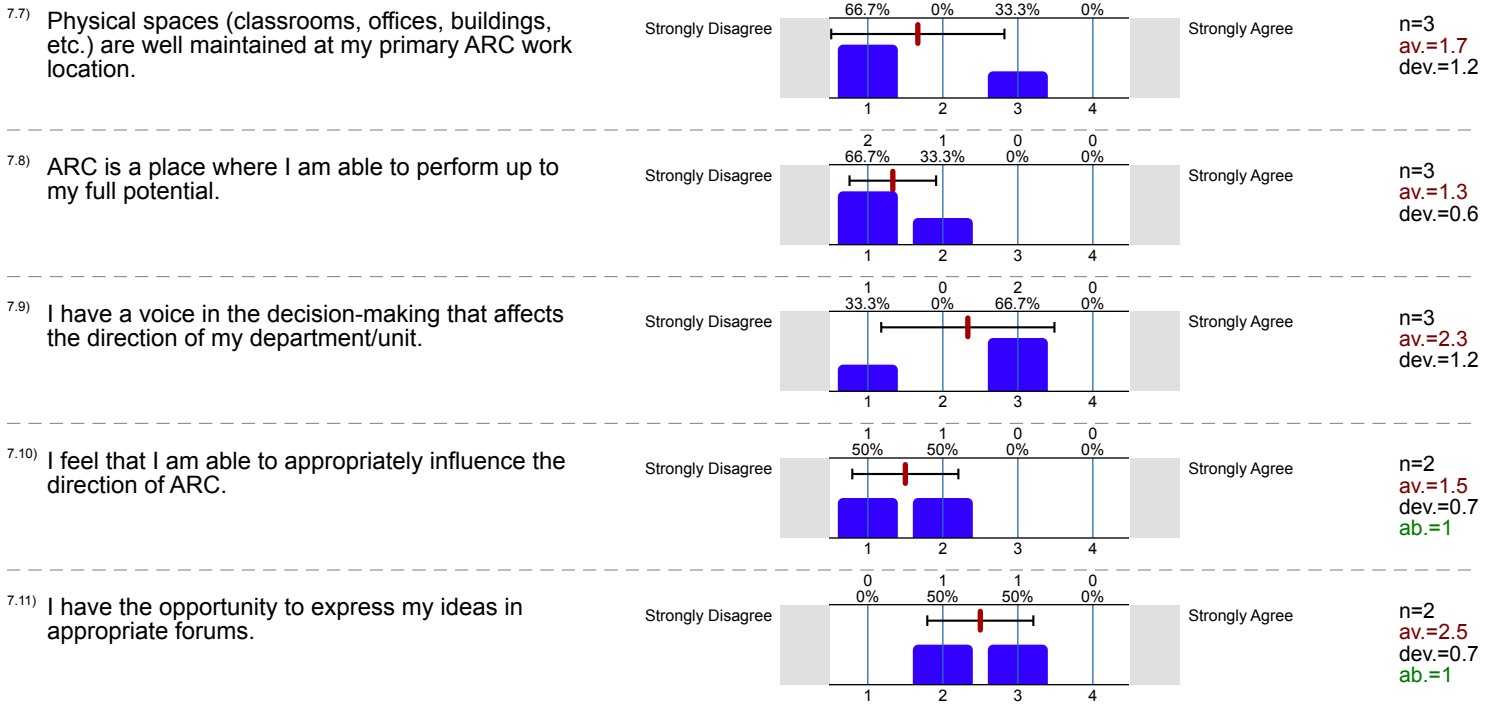 7.7) Physical spaces (classrooms, offices, buildings,
etc.) are well maintained at my primary ARC work
location.
66.7% 0% 33.3% 0%
Strongly Disagree
Strongly Agree
1 2 3 4
n=3
av.=1.7
dev.=1.2
7.8) ARC is a place where I am able to perform up to
my full potential.
2 1 0 0
66.7% 33.3% 0% 0%
Strongly Disagree
Strongly Agree
1 2 3 4
n=3
av.=1.3
dev.=0.6
7.9) I have a voice in the decision-making that affects
the direction of my department/unit.
1 0 2 0
33.3% 0% 66.7% 0%
Strongly Disagree
Strongly Agree
1 2 3 4
n=3
av.=2.3
dev.=1.2
7.10) I feel that I am able to appropriately influence the
direction of ARC.
1 1 0 0
50% 50% 0% 0%
Strongly Disagree
Strongly Agree
1 2 3 4
n=2
av.=1.5
dev.=0.7
ab.=1
7.11) I have the opportunity to express my ideas in
appropriate forums.
0 1 1 0
0% 50% 50% 0%
Strongly Disagree
Strongly Agree
1 2 3 4
n=2
av.=2.5
dev.=0.7
ab.=1